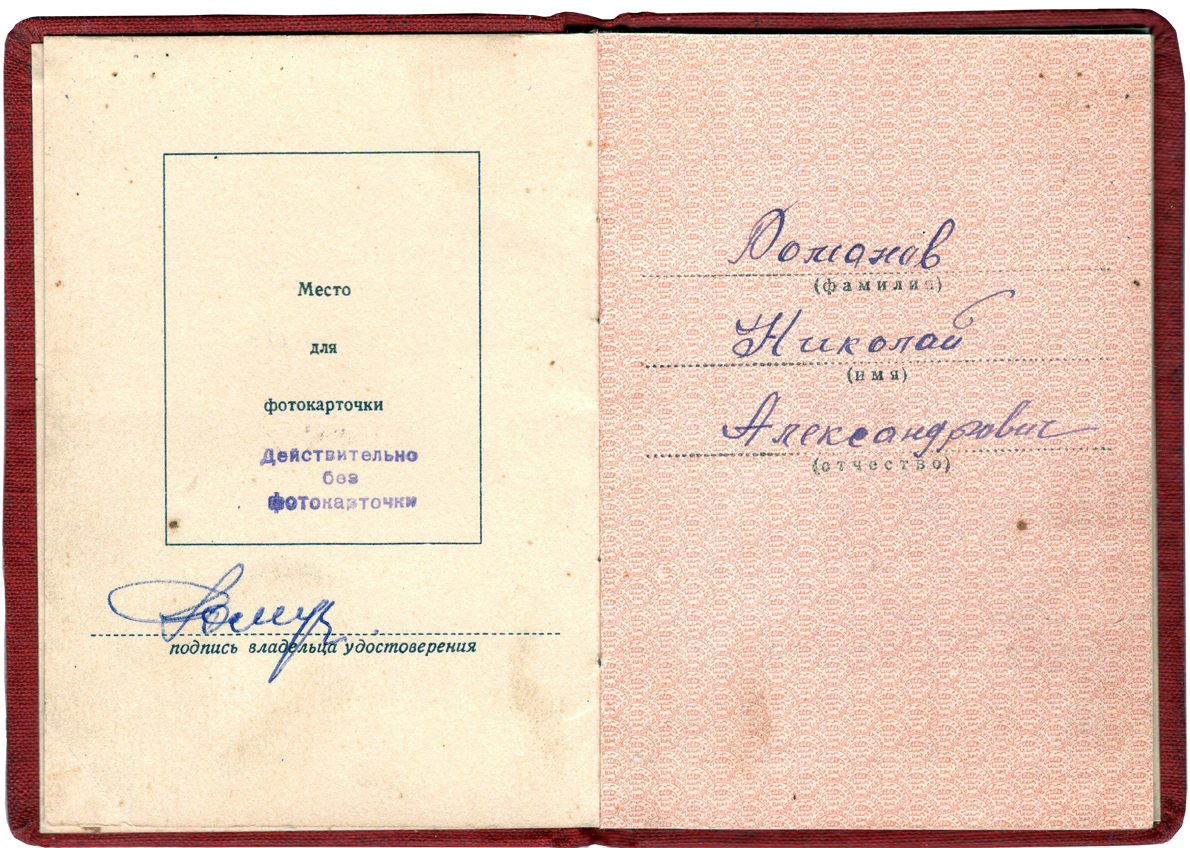 Место
для
фотокарточки
Действительно
без
фотокарточки
подпись владельца удостоверения
Романов
(фамилия)
Николай
(имя)
Александрович
(отчество)